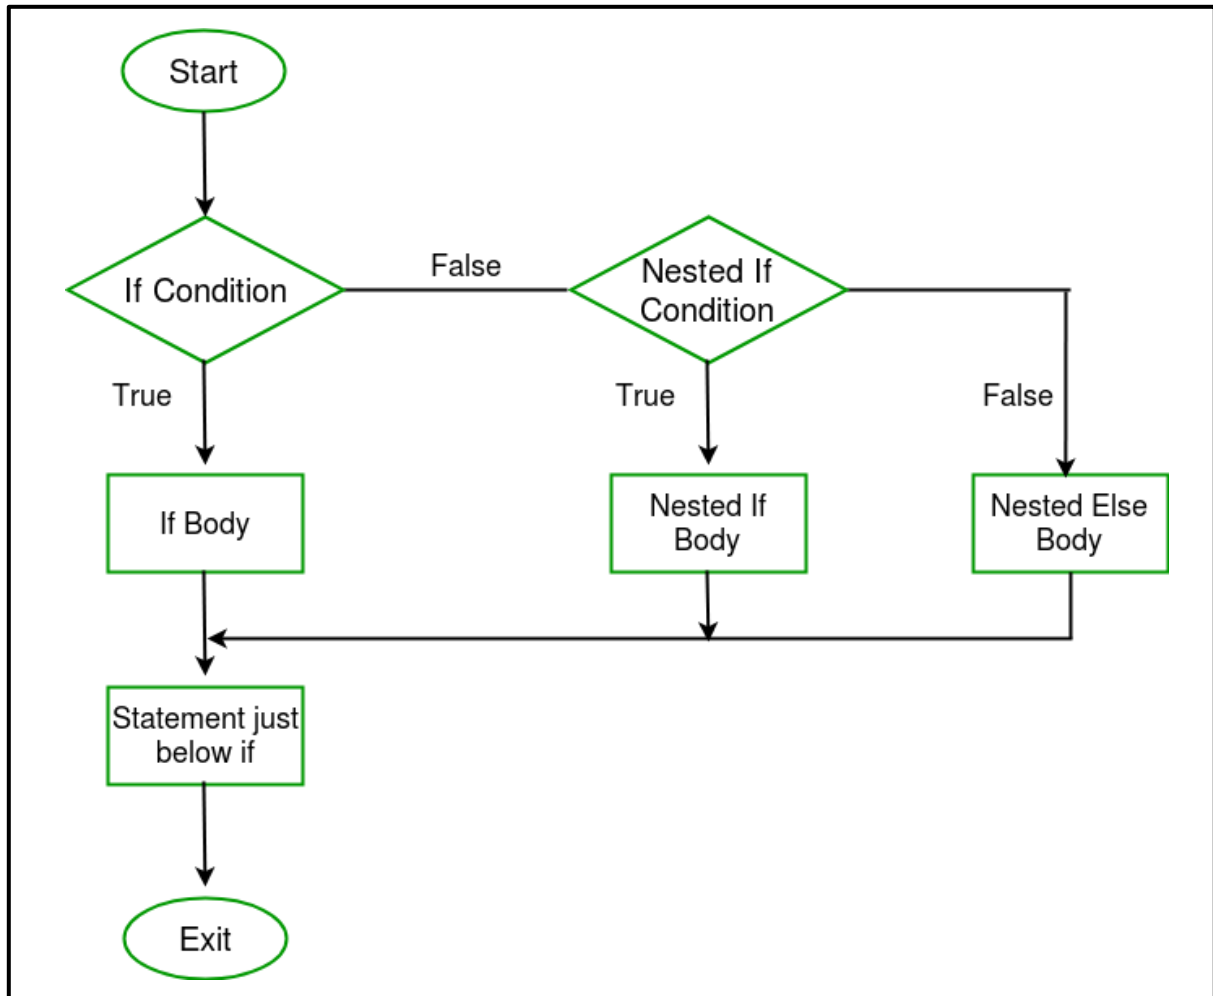 Start
If Condition
False
Nested If
Condition
True
True
False
If Body
Nested If
Body
Nested Else
Body
Statement just
below if
Exit